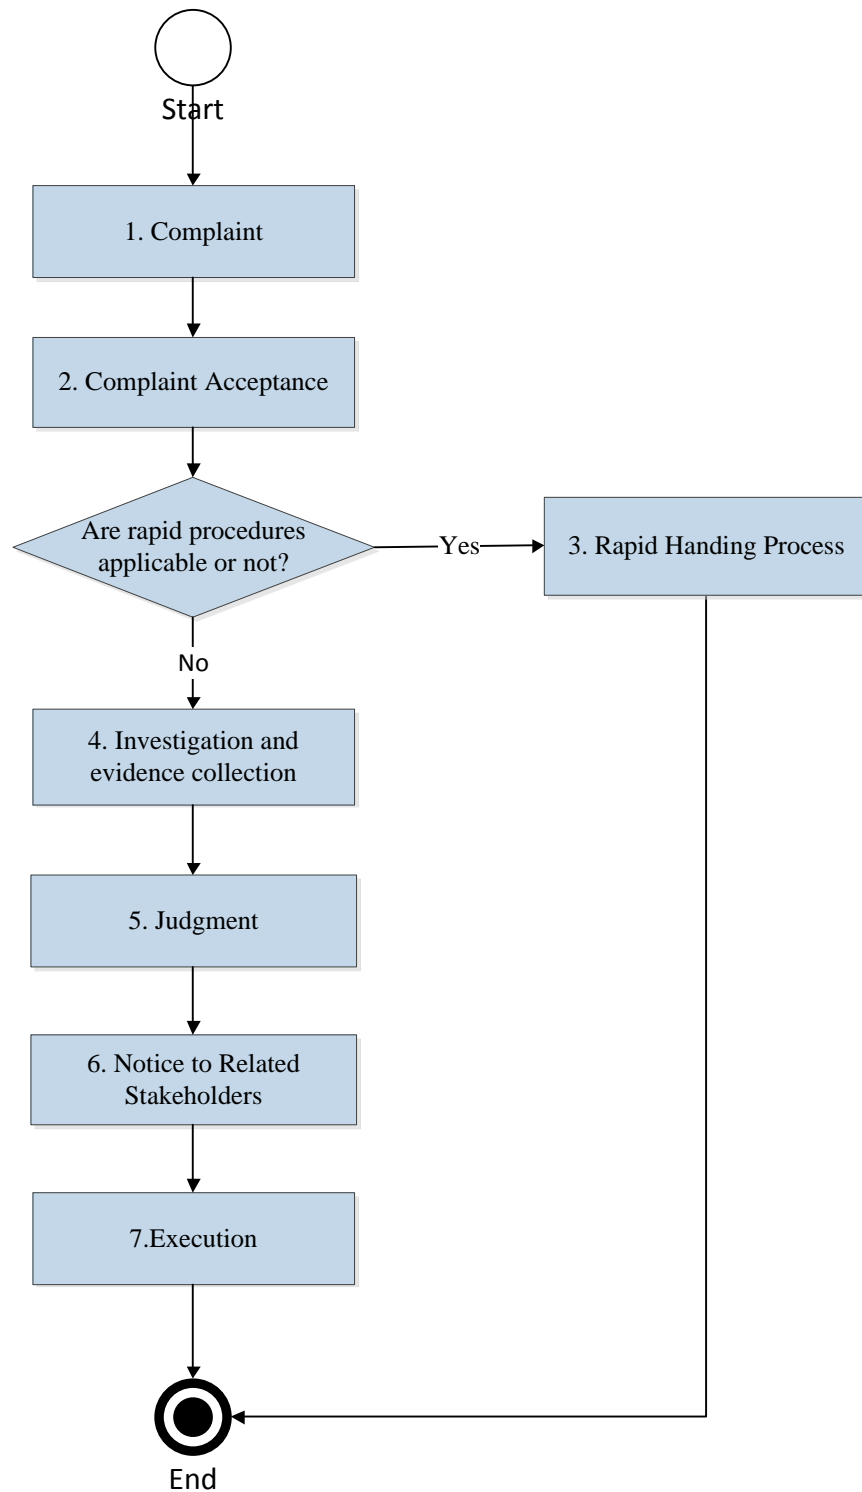 Start
1. Complaint
2. Complaint Acceptance
Are rapid procedures
applicable or not?
Yes
3. Rapid Handing Process
No
4. Investigation and
evidence collection
5. Judgment
6. Notice to Related
Stakeholders
7.Execution
End